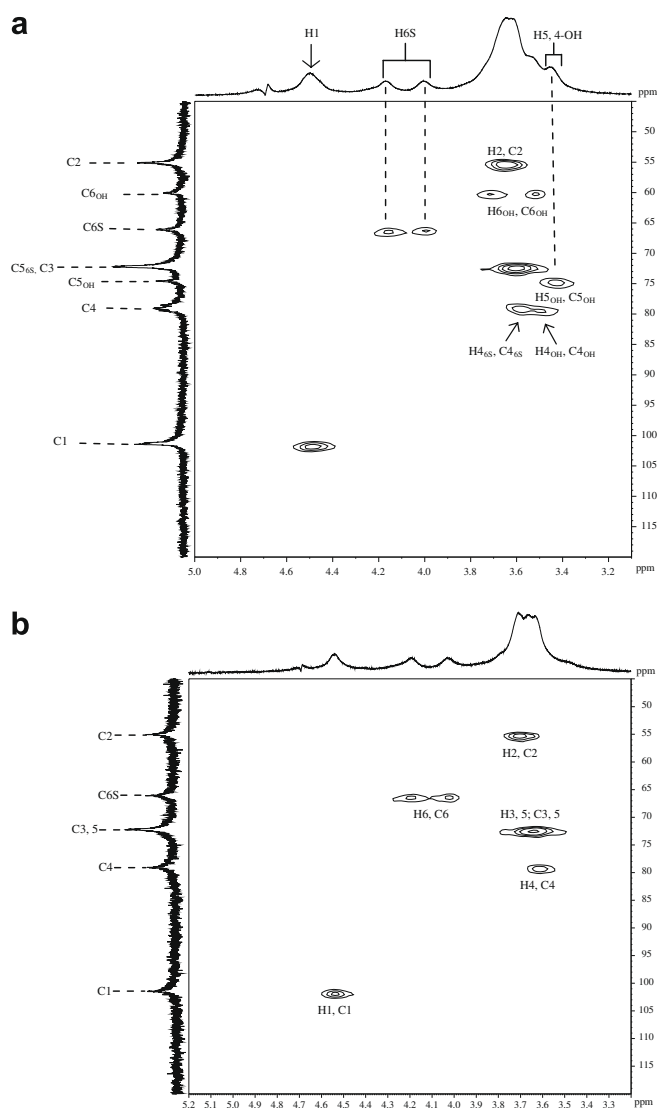 a
H1
H6S
H5, 4-OH
ppm
C2
C6OH
C6S
C56S, C3
C5OH
C4
C1
H2, C2
H6OH, C6OH
H5OH, C5OH
H46S, C46S
H4OH, C4OH
50
55
60
65
70
75
80
85
90
95
100
105
110
115
ppm
5.0
4.8
4.6
4.4
4.2
4.0
3.8
3.6
3.4
3.2
b
ppm
C2
C6S
C3, 5
C4
C1
H2, C2
H6, C6
H3, 5; C3, 5
H4, C4
H1, C1
50
55
60
65
70
75
80
85
90
95
100
105
110
115
5.2 5.1 5.0 4.9 4.8 4.7 4.6 4.5 4.4 4.3 4.2 4.1 4.0 3.9 3.8 3.7 3.6 3.5 3.4 3.3 ppm